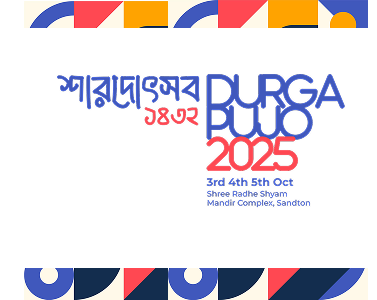 শারদোৎসব
১৪৩২
DURGA
PUJO
2025
3rd 4th 5th Oct
Shree Radhe Shyam
Mandir Complex, Sandton